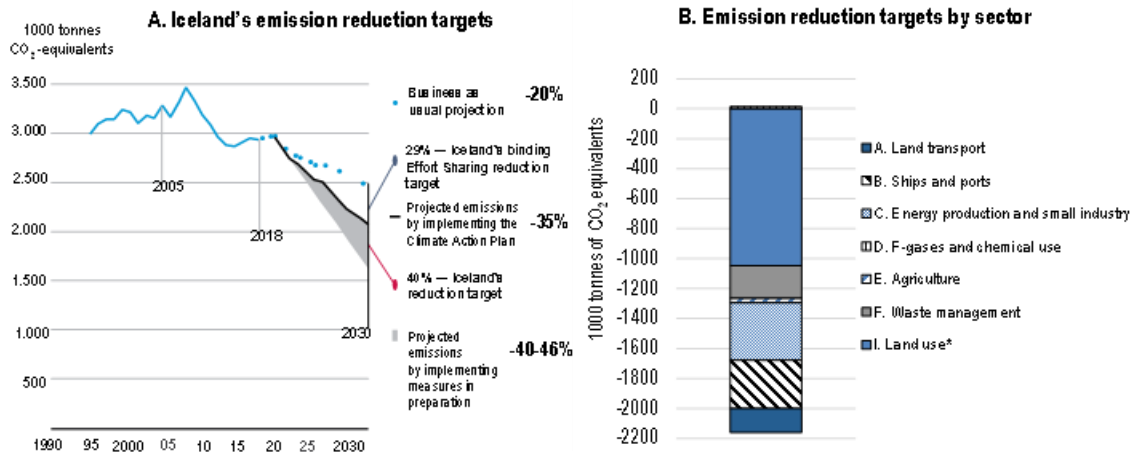 A. Iceland's emission reduction targets
1000 tonnes
CO₂-equivalents
3.500
3.000
2.500
2.000
1.500
1.000
500
1990 95 2000 05 10 15 20 25 2030
2005
2018
2030
Business as
usual projection
-20%
29% — Iceland's binding
Effort Sharing reduction
target
Projected emissions
by implementing the
Climate Action Plan
-35%
40% — Iceland's
reduction target
Projected
emissions
by implementing
measures in
preparation
-40-46%
B. Emission reduction targets by sector
1000 tonnes of CO₂ equivalents
200
0
-200
-400
-600
-800
-1000
-1200
-1400
-1600
-1800
-2000
-2200
A. Land transport
B. Ships and ports
C. Energy production and small industry
D. F-gases and chemical use
E. Agriculture
F. Waste management
I. Land use*